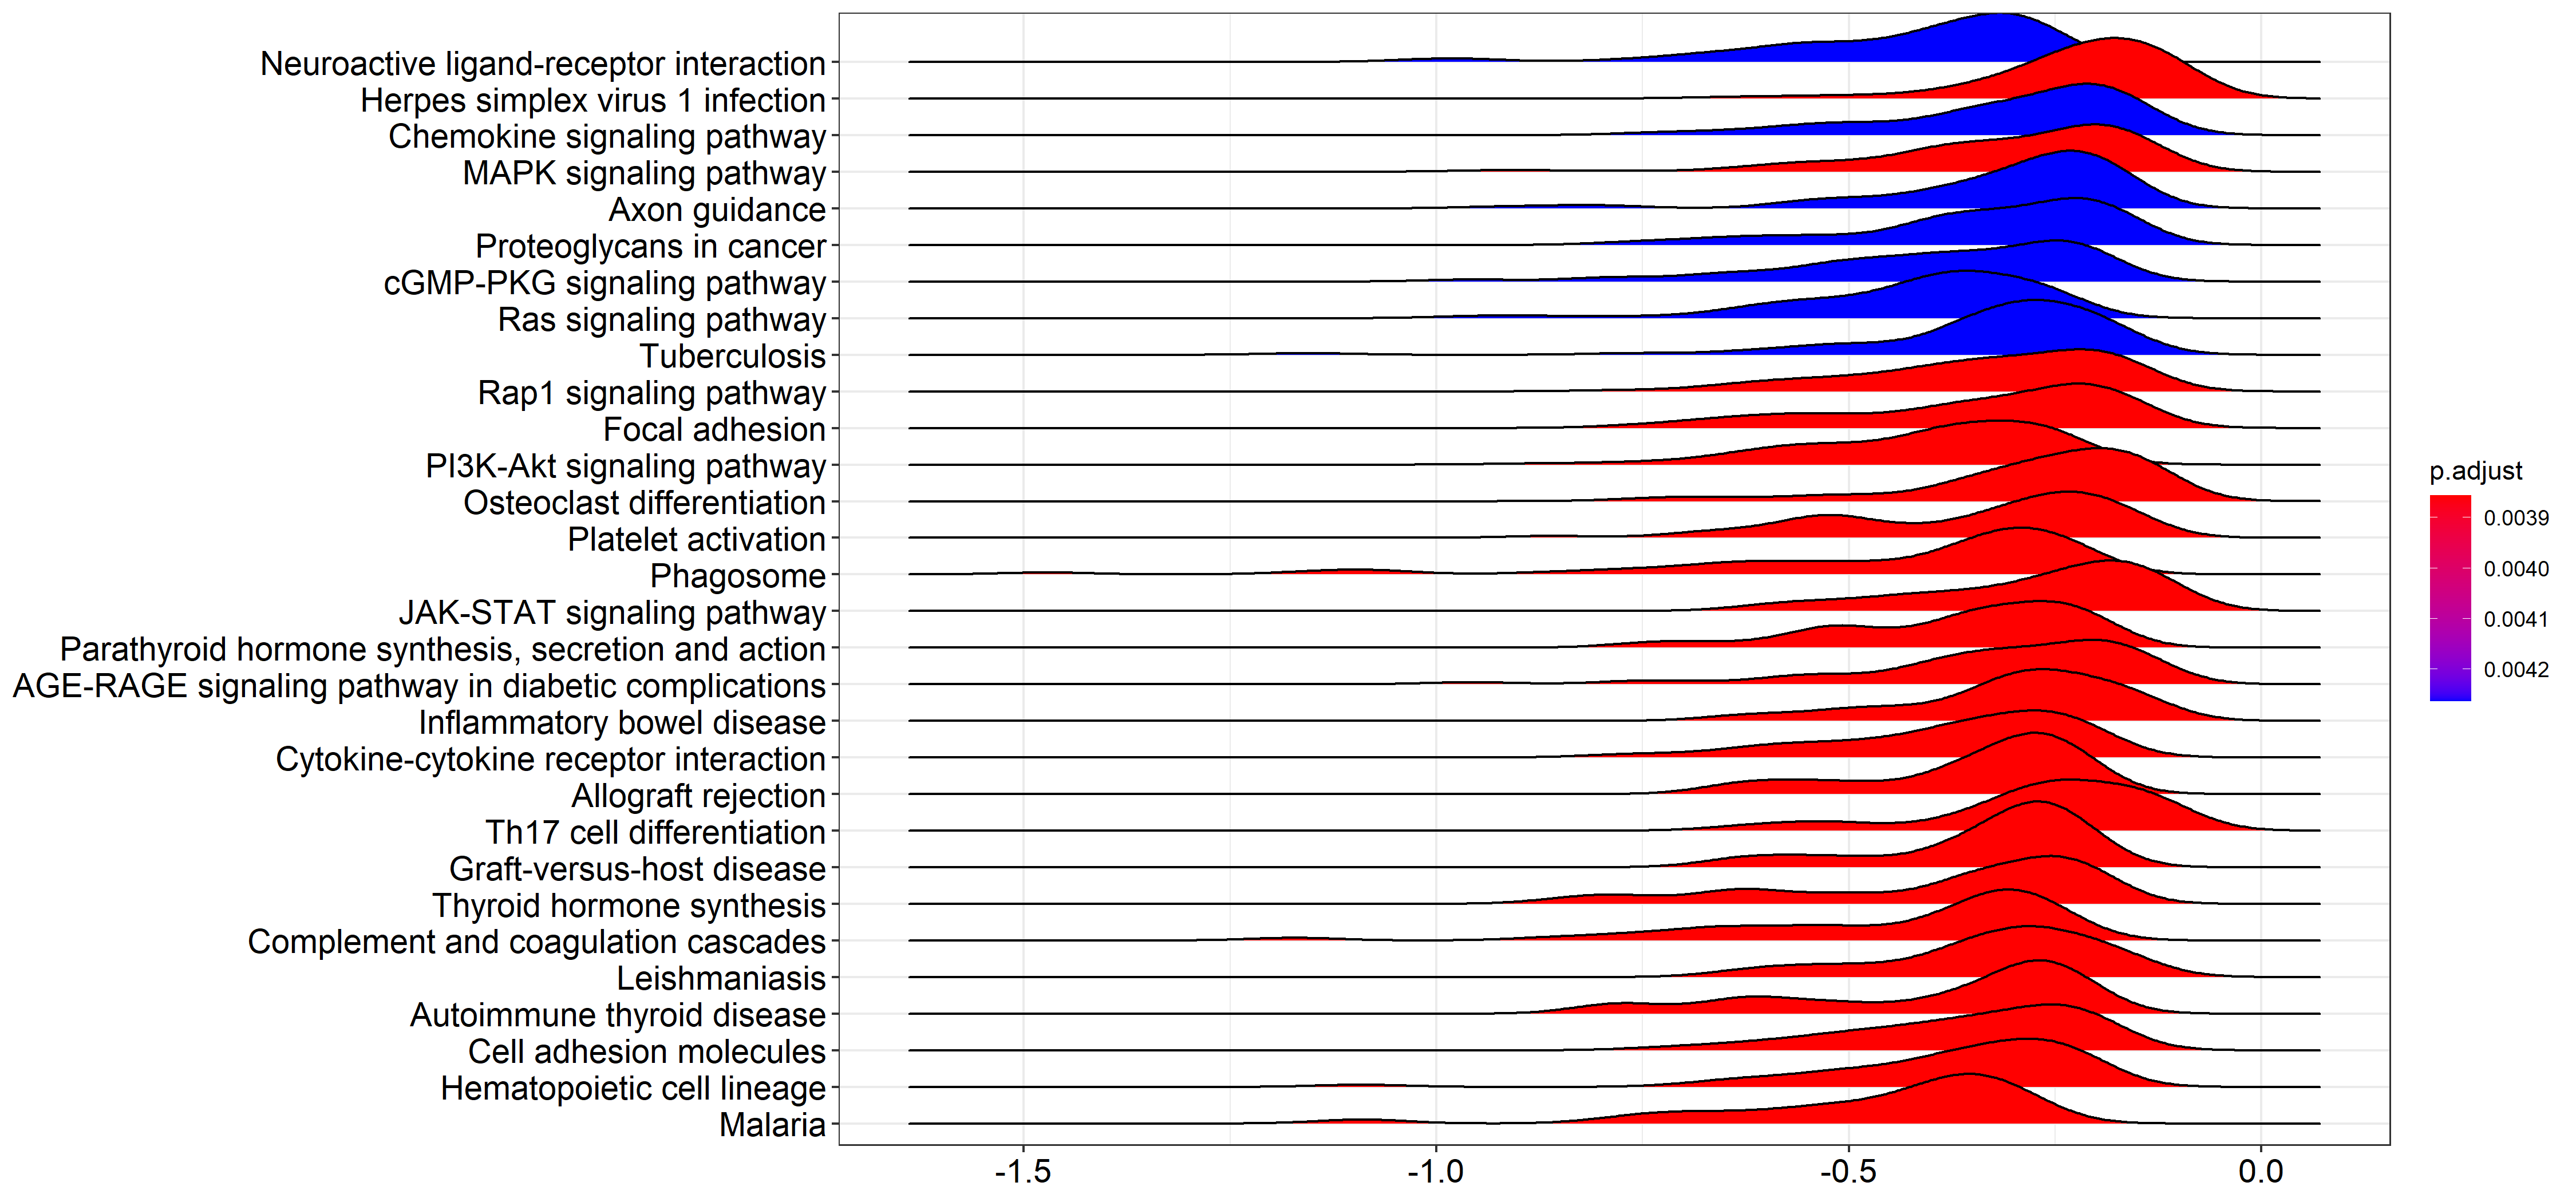 Neuroactive ligand-receptor interaction
Herpes simplex virus 1 infection
Chemokine signaling pathway
MAPK signaling pathway
Axon guidance
Proteoglycans in cancer
cGMP-PKG signaling pathway
Ras signaling pathway
Tuberculosis
Rap1 signaling pathway
Focal adhesion
PI3K-Akt signaling pathway
Osteoclast differentiation
Platelet activation
Phagosome
JAK-STAT signaling pathway
Parathyroid hormone synthesis, secretion and action
AGE-RAGE signaling pathway in diabetic complications
Inflammatory bowel disease
Cytokine-cytokine receptor interaction
Allograft rejection
Th17 cell differentiation
Graft-versus-host disease
Thyroid hormone synthesis
Complement and coagulation cascades
Leishmaniasis
Autoimmune thyroid disease
Cell adhesion molecules
Hematopoietic cell lineage
Malaria
-1.5 -1.0 -0.5 0.0
p.adjust
0.0039
0.0040
0.0041
0.0042